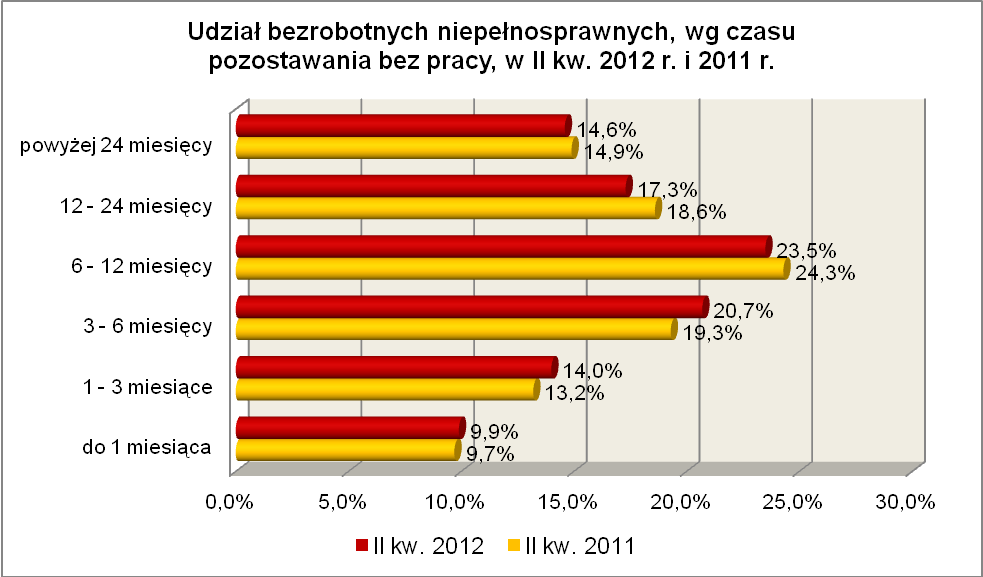 Udział bezrobotnych niepełnosprawnych, wg czasu
pozostawania bez pracy, w II kw. 2012 r. i 2011 r.
powyżej 24 miesięcy
14,6%
14,9%
12 - 24 miesięcy
17,3%
18,6%
6 - 12 miesięcy
23,5%
24,3%
3 - 6 miesięcy
20,7%
19,3%
1 - 3 miesiące
14,0%
13,2%
do 1 miesiąca
9,9%
9,7%
0,0% 5,0% 10,0% 15,0% 20,0% 25,0% 30,0%
II kw. 2012 II kw. 2011